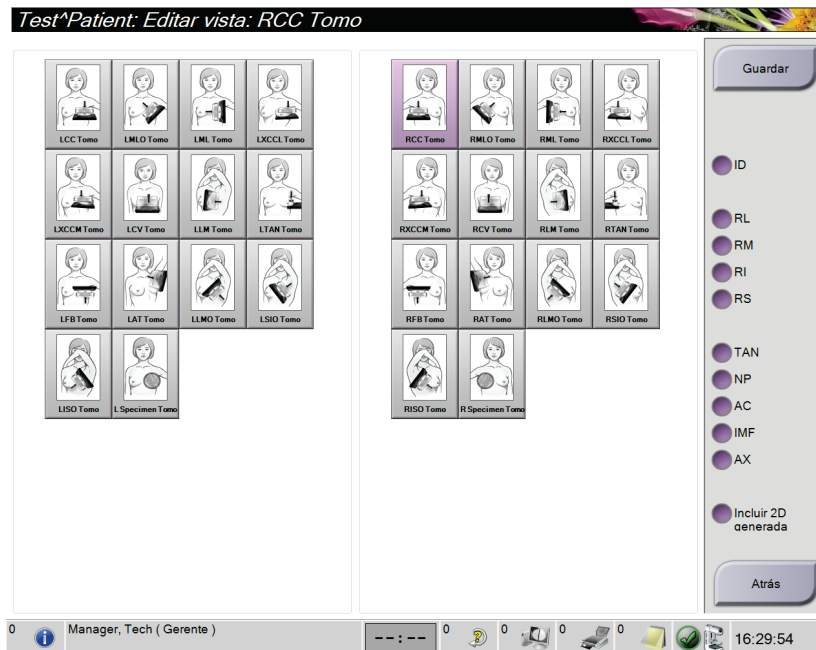 Test^Patient: Editar vista: RCC Tomo
LCC Tomo
LMLO Tomo
LML Tomo
LXCCL Tomo
LXCCM Tomo
LCV Tomo
LLM Tomo
LTAN Tomo
LFB Tomo
LAT Tomo
LLMO Tomo
LSIO Tomo
LISO Tomo
L Specimen Tomo
RCC Tomo
RMLO Tomo
RML Tomo
RXCCL Tomo
RXCCM Tomo
RCV Tomo
RLM Tomo
RTAN Tomo
RFB Tomo
RAT Tomo
RLMO Tomo
RSIO Tomo
RISO Tomo
R Specimen Tomo
Guardar
ID
RL
RM
RI
RS
TAN
NP
AC
IMF
AX
Incluir 2D
generada
Atrás
0
Manager, Tech ( Gerente )
--:--
0
0
0
0
16:29:54